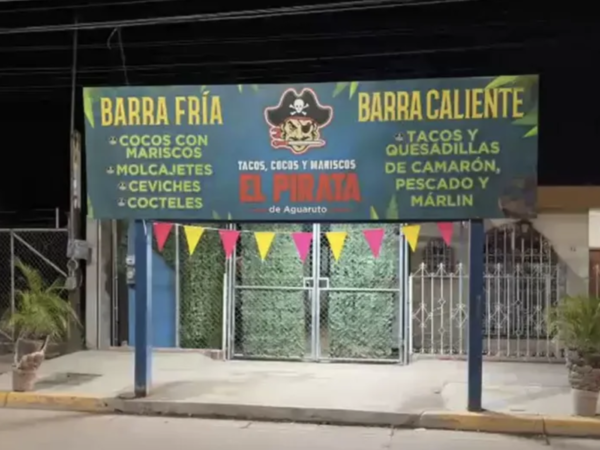 BARRA FRÍA
COCOS CON
MARISCOS
MOLCAJETES
CEVICHES
COCTELES
TACOS, COCOS Y MARISCOS
EL PIRATA
de Aguaruto
BARRA CALIENTE
TACOS Y
QUESADILLAS
DE CAMARÓN,
PESCADO Y
MÁRLIN